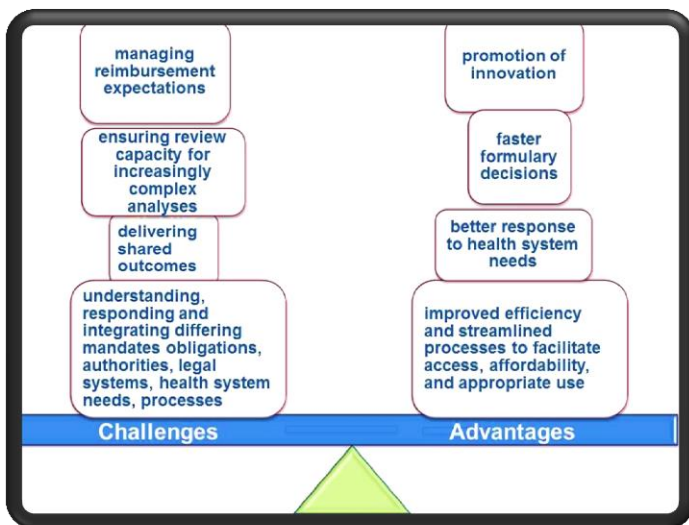 managing
reimbursement
expectations
ensuring review
capacity for
increasingly
complex
analyses
delivering
shared
outcomes
understanding,
responding and
integrating differing
mandates obligations,
authorities, legal
systems, health system
needs, processes
Challenges
promotion of
innovation
faster
formulary
decisions
better response
to health system
needs
improved efficiency
and streamlined
processes to facilitate
access, affordability,
and appropriate use
Advantages